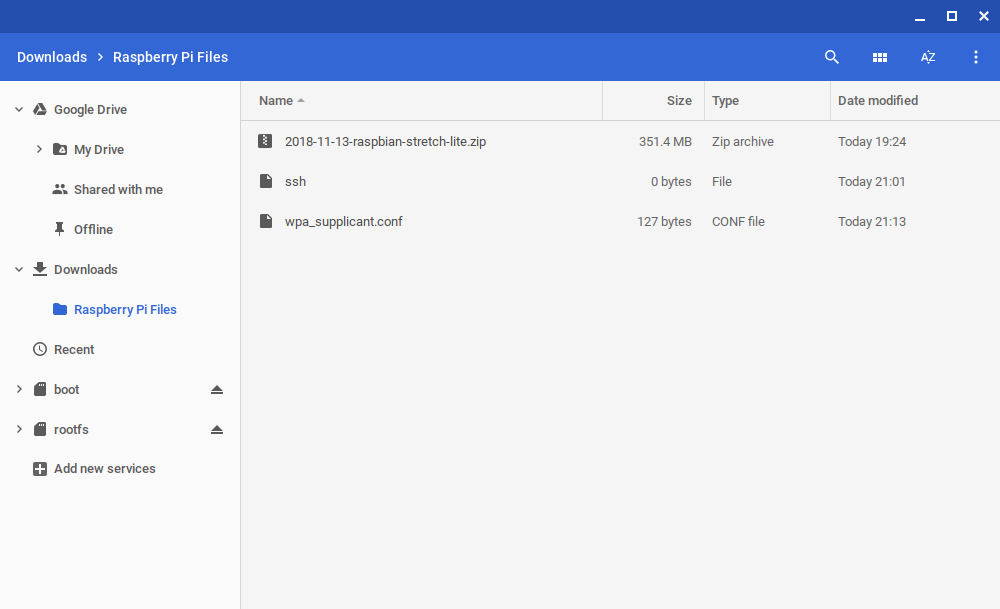 Downloads > Raspberry Pi Files
AZ
Google Drive
My Drive
Shared with me
Offline
Downloads
Raspberry Pi Files
Recent
boot
rootfs
Add new services
Name Size Type Date modified
2018-11-13-raspbian-stretch-lite.zip 351.4 MB Zip archive Today 19:24
ssh 0 bytes File Today 21:01
wpa_supplicant.conf 127 bytes CONF file Today 21:13